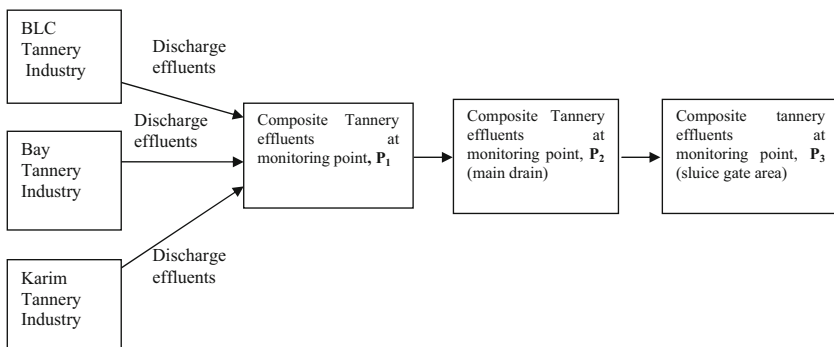 BLC
Tannery
Industry
Discharge
effluents
Discharge
effluents
Bay
Tannery
Industry
Karim
Tannery
Industry
Discharge
effluents
Composite Tannery
effluents at
monitoring point, P1
Composite Tannery
effluents at
monitoring point, P2
(main drain)
Composite tannery
effluents at
monitoring point, P3
(sluice gate area)